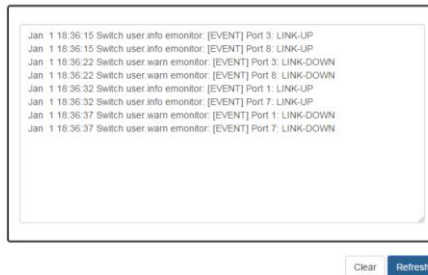 Jan 1 18:36:15 Switch user.info emonitor: [EVENT] Port 3: LINK-UP
Jan 1 18:36:15 Switch user.info emonitor: [EVENT] Port 8: LINK-UP
Jan 1 18:36:22 Switch user.warn emonitor: [EVENT] Port 3: LINK-DOWN
Jan 1 18:36:22 Switch user.warn emonitor: [EVENT] Port 8: LINK-DOWN
Jan 1 18:36:32 Switch user.info emonitor: [EVENT] Port 1: LINK-UP
Jan 1 18:36:32 Switch user.info emonitor: [EVENT] Port 7: LINK-UP
Jan 1 18:36:37 Switch user.warn emonitor: [EVENT] Port 1: LINK-DOWN
Jan 1 18:36:37 Switch user.warn emonitor: [EVENT] Port 7: LINK-DOWN
Clear Refresh